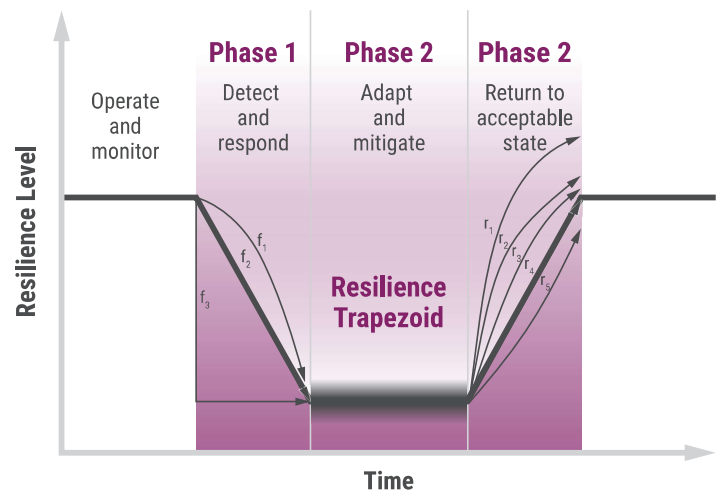 Phase 1
Phase 2
Phase 2
Operate
and
monitor
Detect
and
respond
Adapt
and
mitigate
Return to
acceptable
state
Resilience Level
f₁
f₂
f₃
r₁
r₂
r₃
r₄
r₅
Resilience
Trapezoid
Time